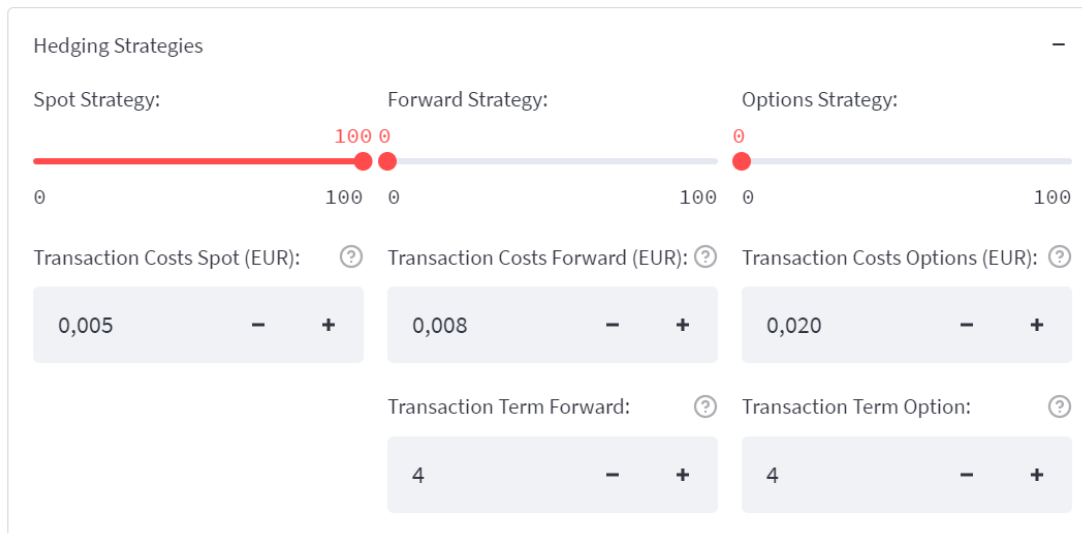 Hedging Strategies −
Spot Strategy: Forward Strategy: Options Strategy:
100 0 0
0 100 0 100 0 100
Transaction Costs Spot (EUR): ? Transaction Costs Forward (EUR): ? Transaction Costs Options (EUR): ?
0,005 − + 0,008 − + 0,020 − +
Transaction Term Forward: ? Transaction Term Option: ?
4 − + 4 − +